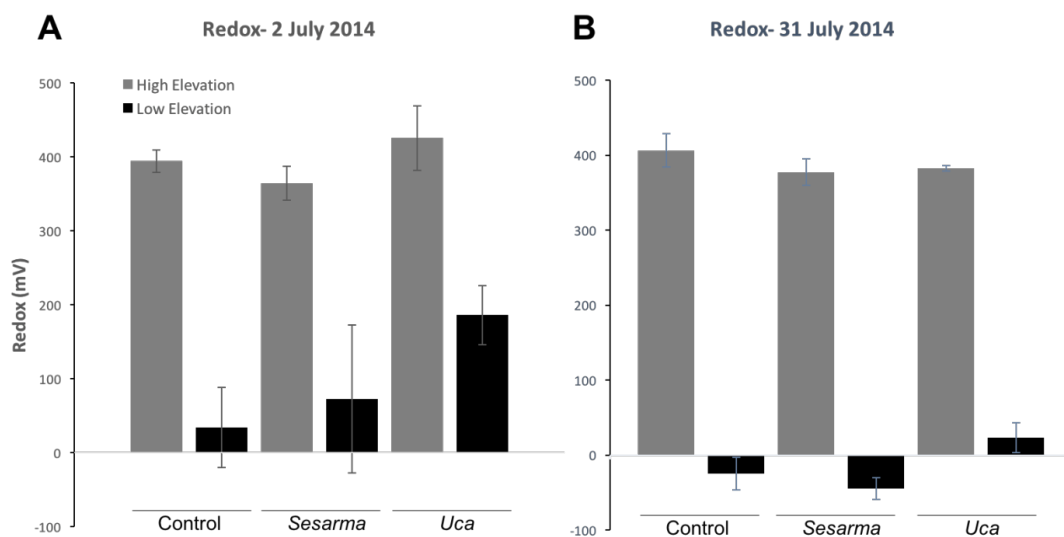 A
Redox- 2 July 2014
High Elevation
Low Elevation
Redox (mV)
500
400
300
200
100
0
-100
Control
Sesarma
Uca
B
Redox- 31 July 2014
500
400
300
200
100
0
-100
Control
Sesarma
Uca